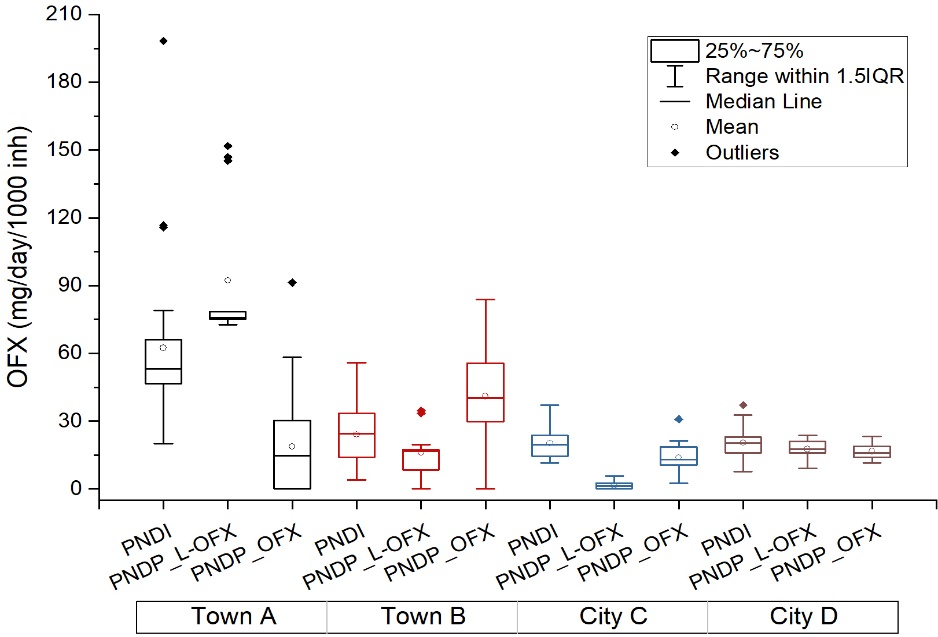 OFX (mg/day/1000 inh)
210
180
150
120
90
60
30
0
25%~75%
Range within 1.5IQR
Median Line
Mean
Outliers
PNDI
PNDP_L-OFX
PNDP_OFX
PNDI
PNDP_L-OFX
PNDP_OFX
PNDI
PNDP_L-OFX
PNDP_OFX
PNDI
PNDP_L-OFX
PNDP_OFX
Town A Town B City C City D